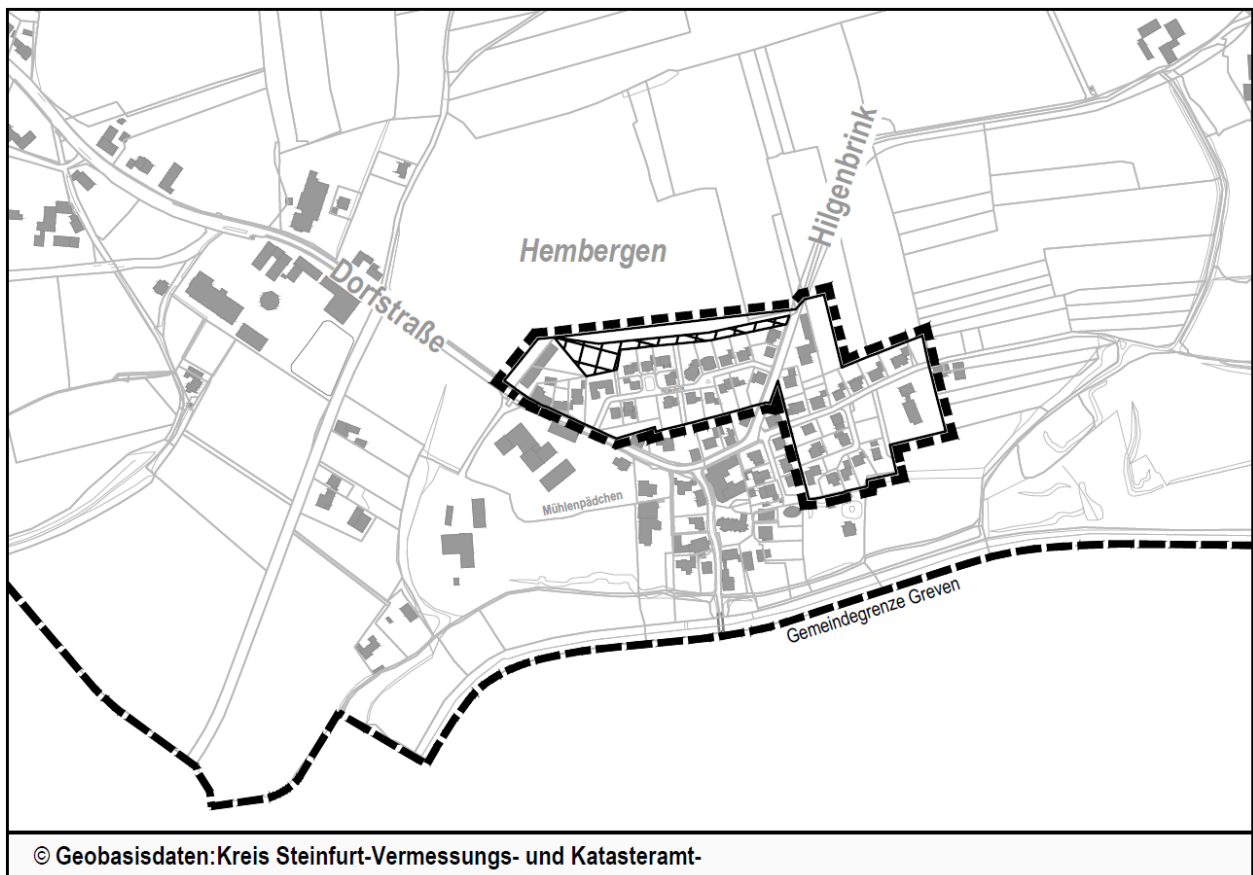 Hilgenbrink
Hembergen
Dorfstraße
Mühlenpädchen
Gemeindegrenze Greven
© Geobasisdaten:Kreis Steinfurt-Vermessungs- und Katasteramt-